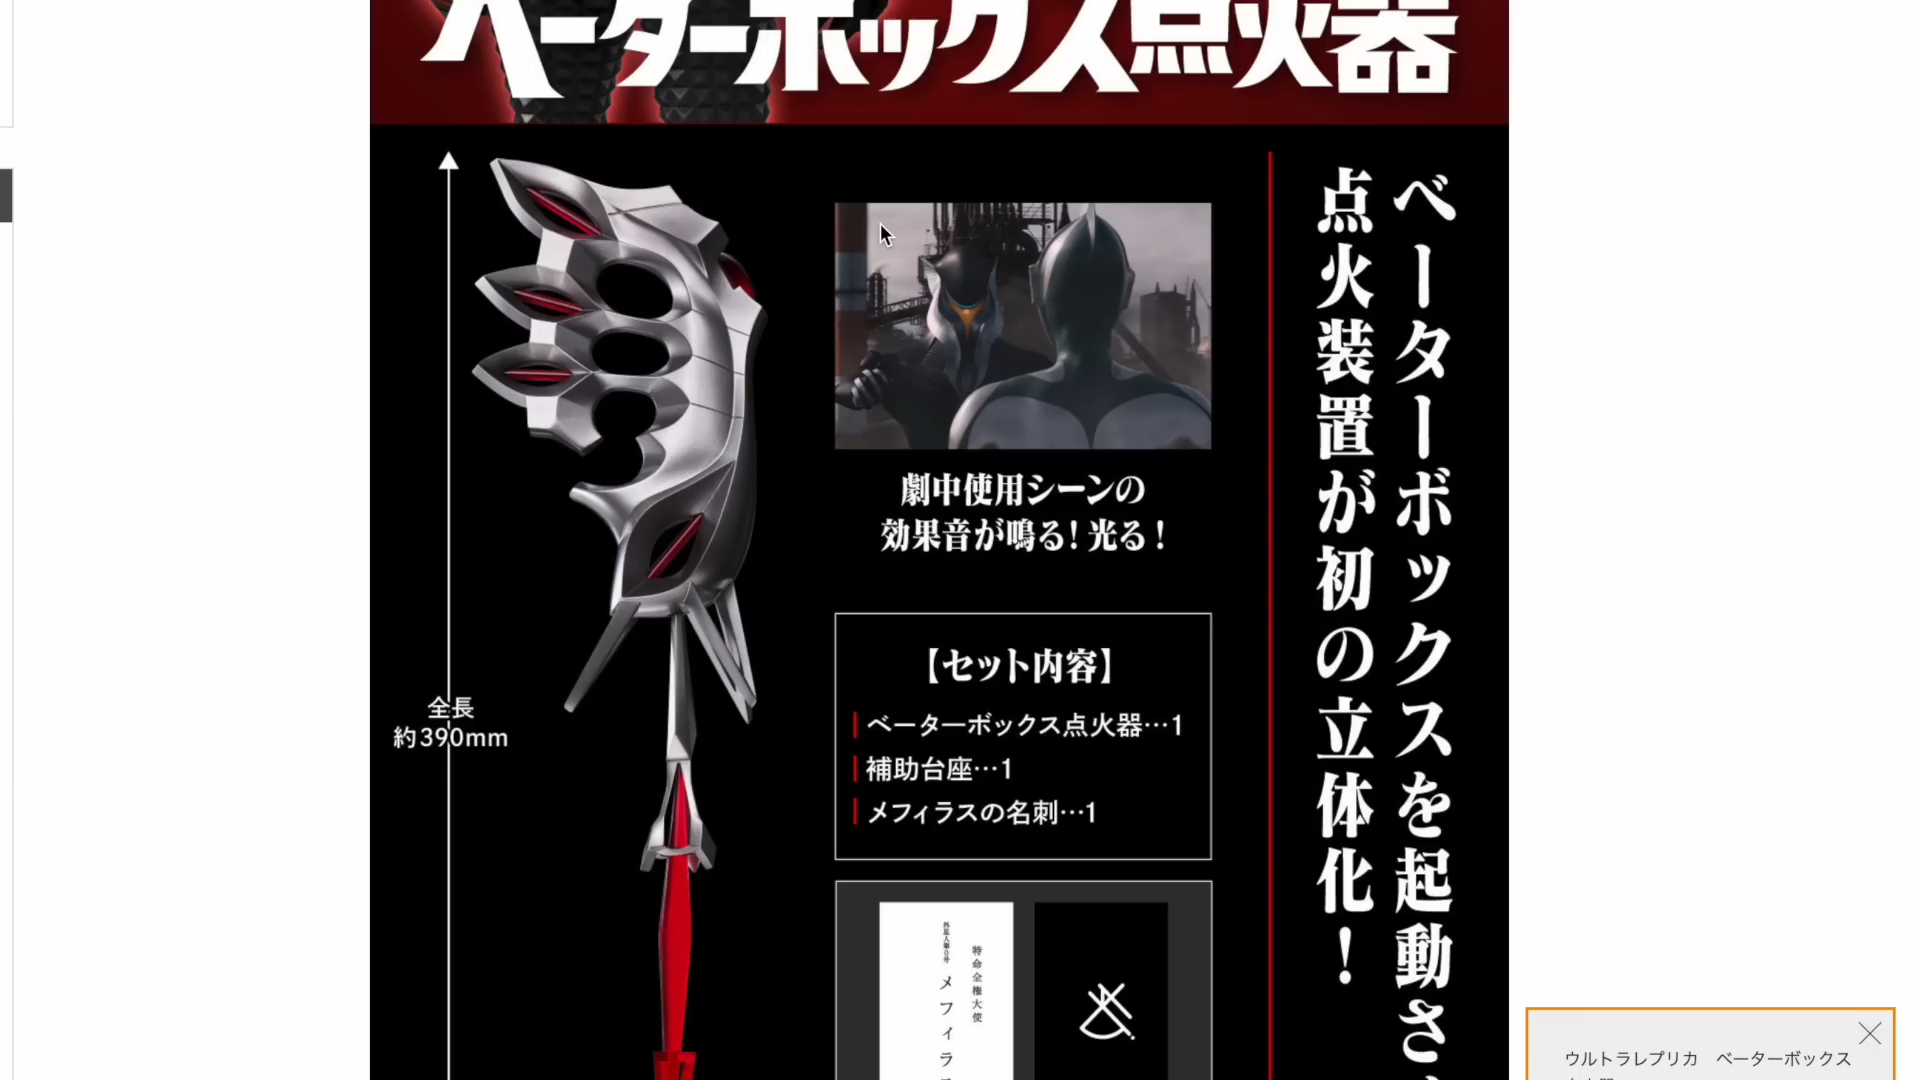 ベーターボックス点火器
ベーターボックスを起動さ
点火装置が初の立体化！
劇中使用シーンの
効果音が鳴る！光る！
全長
約390mm
【セット内容】
ベーターボックス点火器…1
補助台座…1
メフィラスの名刺…1
特命全権大使
外星人第0号
メフィラ
ウルトラレプリカ　ベーターボックス